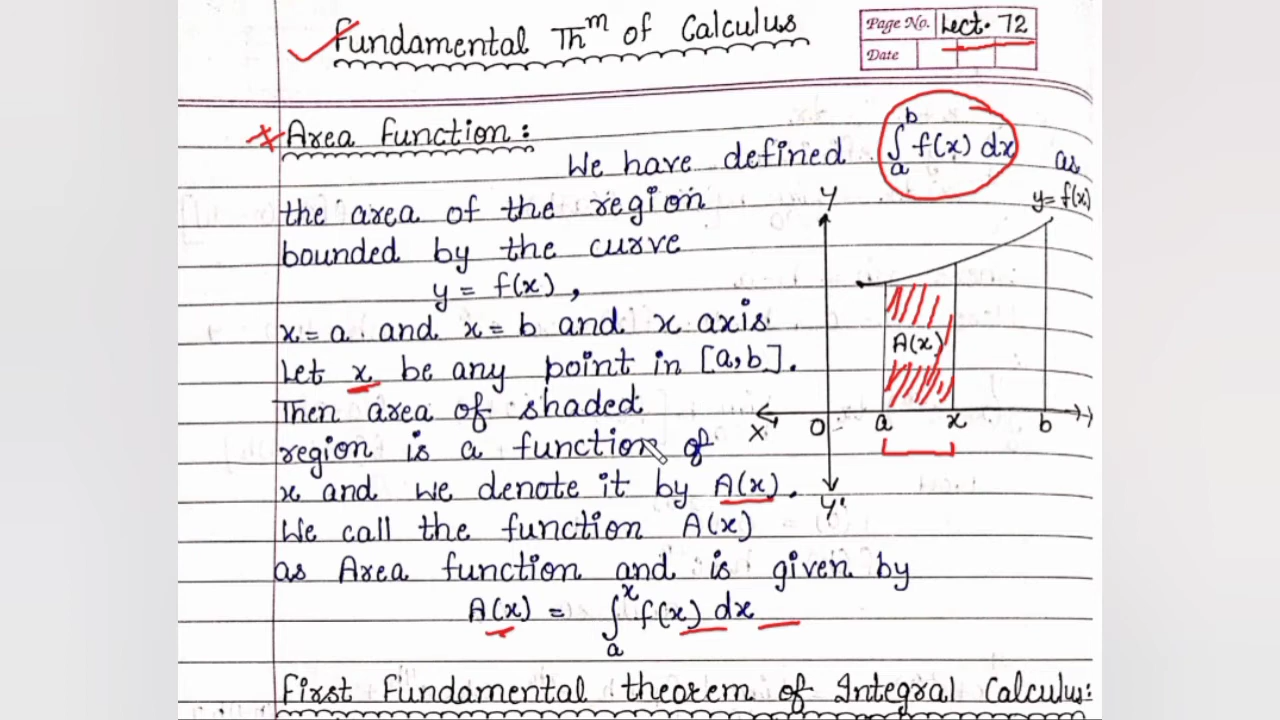 Fundamental Thm of Calculus
Page No. Lect. 72
Date
Area Function:
We have defined ∫ₐᵇ f(x) dx as
the area of the region
bounded by the curve
y = f(x),
x = a and x = b and x axis.
Let x be any point in [a,b].
Then area of shaded
region is a function of
x and we denote it by A(x).
We call the function A(x)
as Area function and is given by
A(x) = ∫ₐˣ f(x) dx
First Fundamental theorem of Integral Calculus:
Y
y = f(x)
A(x)
X' O a x b
Y'